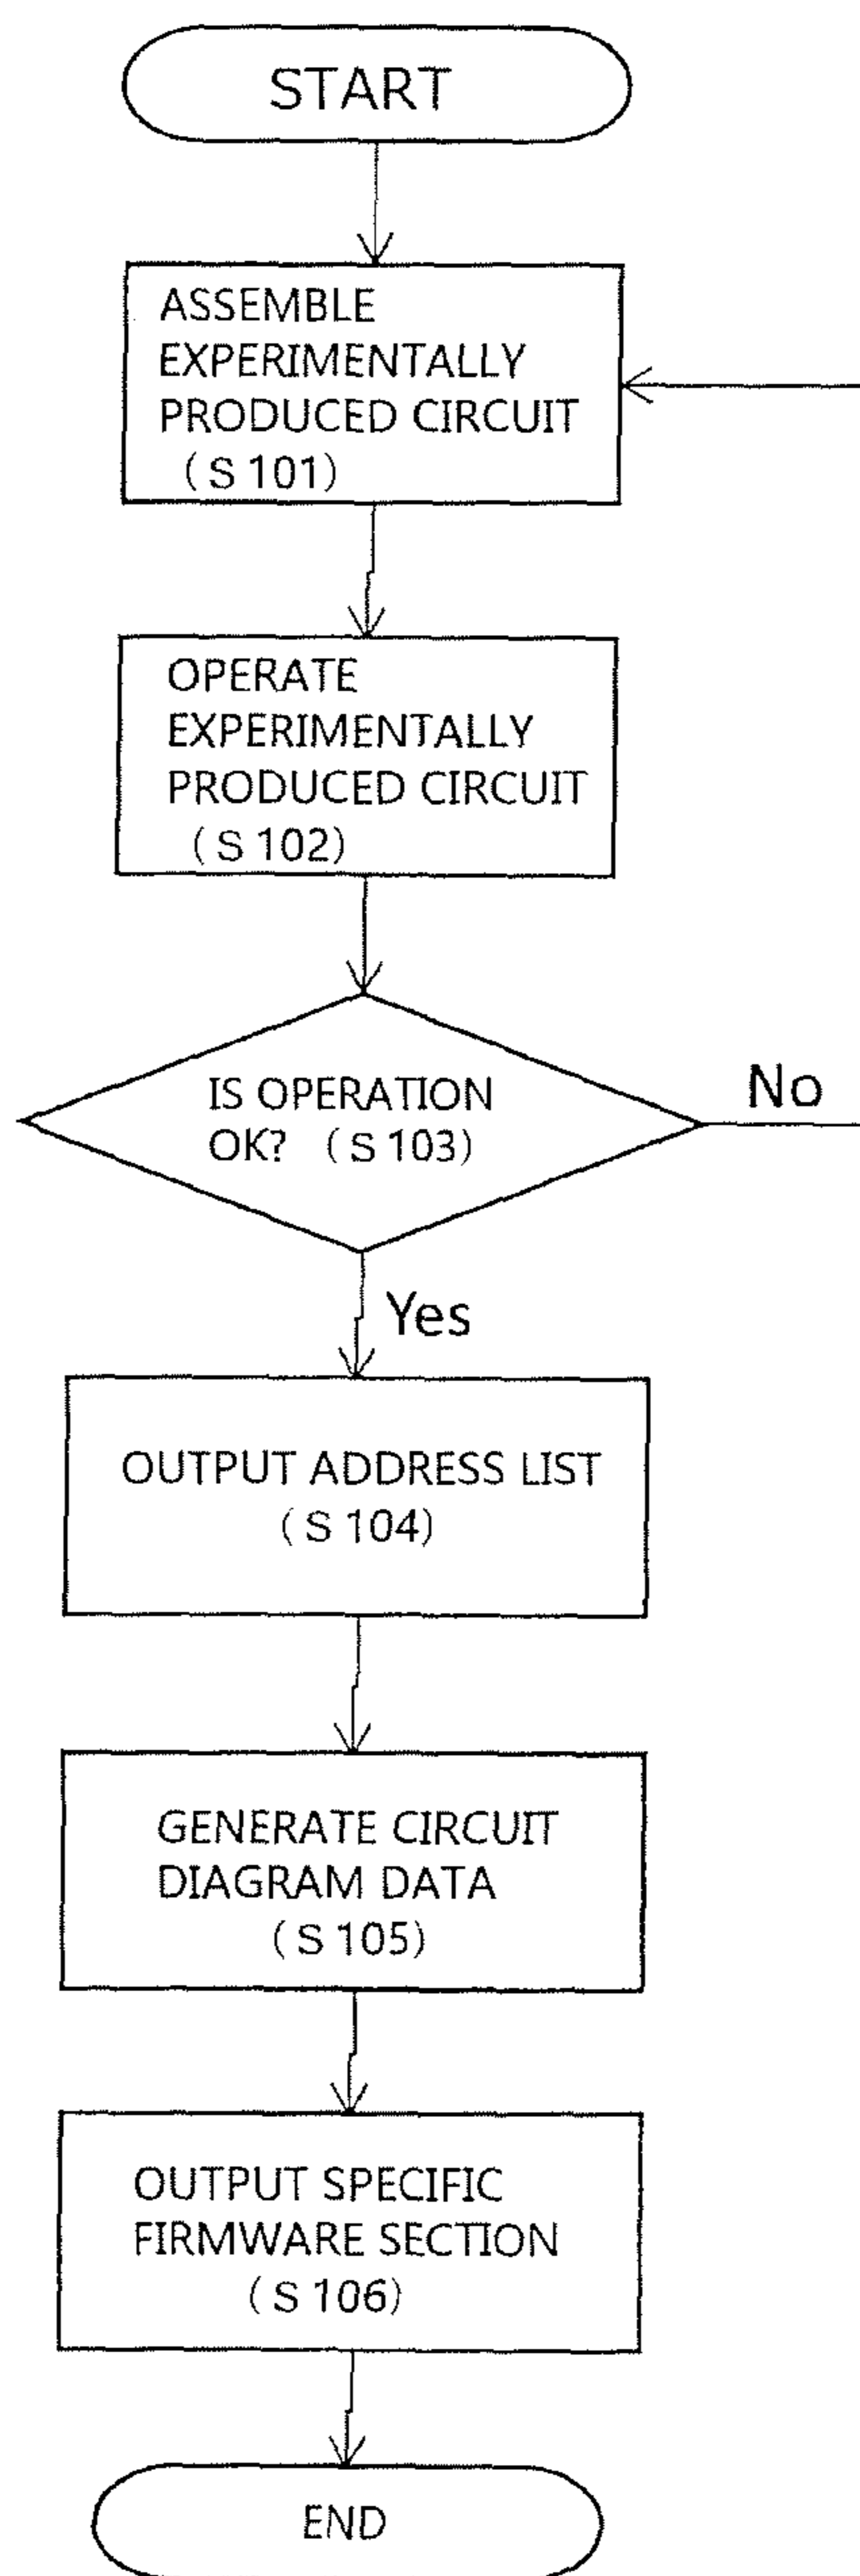 START
ASSEMBLE
EXPERIMENTALLY
PRODUCED CIRCUIT
(S 101)
OPERATE
EXPERIMENTALLY
PRODUCED CIRCUIT
(S 102)
IS OPERATION
OK? (S 103)
No
Yes
OUTPUT ADDRESS LIST
(S 104)
GENERATE CIRCUIT
DIAGRAM DATA
(S 105)
OUTPUT SPECIFIC
FIRMWARE SECTION
(S 106)
END